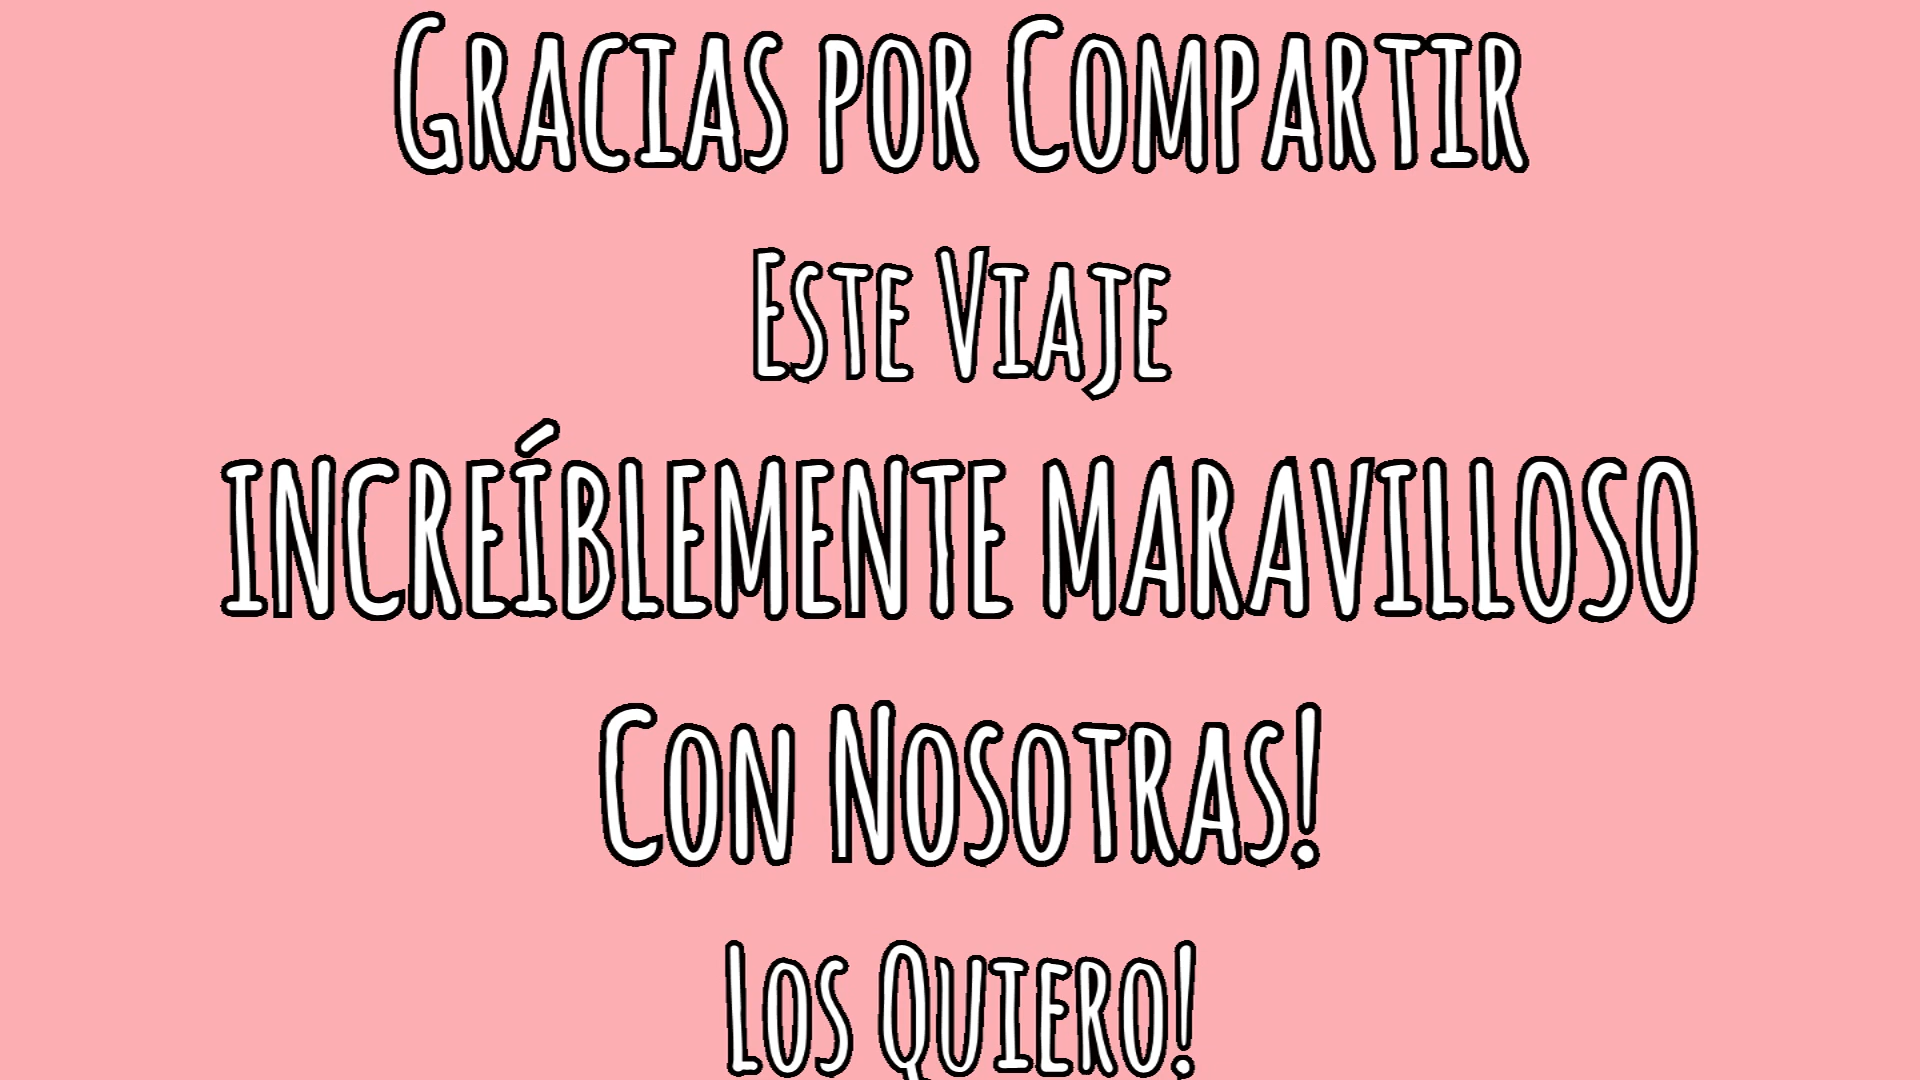 Gracias por Compartir
Este Viaje
INCREÍBLEMENTE MARAVILLOSO
Con Nosotras!
Los Quiero!